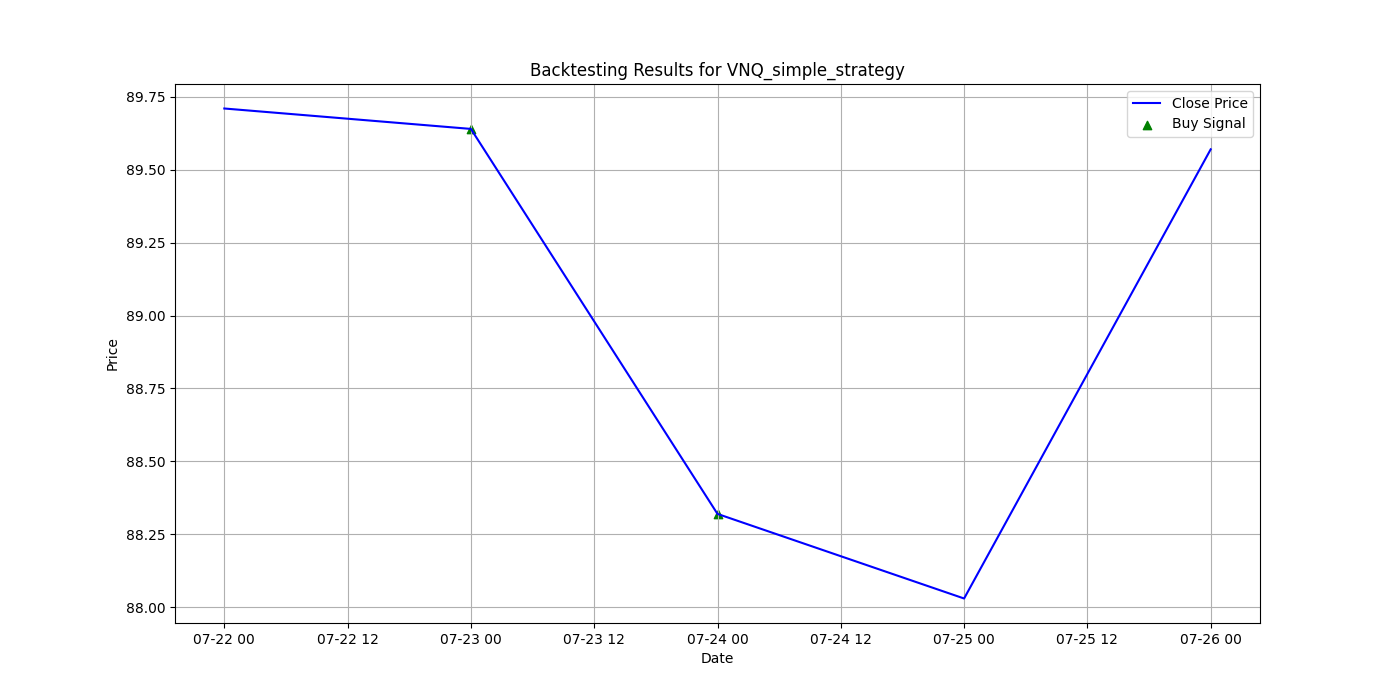 Backtesting Results for VNQ_simple_strategy
Close Price
Buy Signal
89.75
89.50
89.25
89.00
88.75
88.50
88.25
88.00
Price
07-22 00 07-22 12 07-23 00 07-23 12 07-24 00 07-24 12 07-25 00 07-25 12 07-26 00
Date